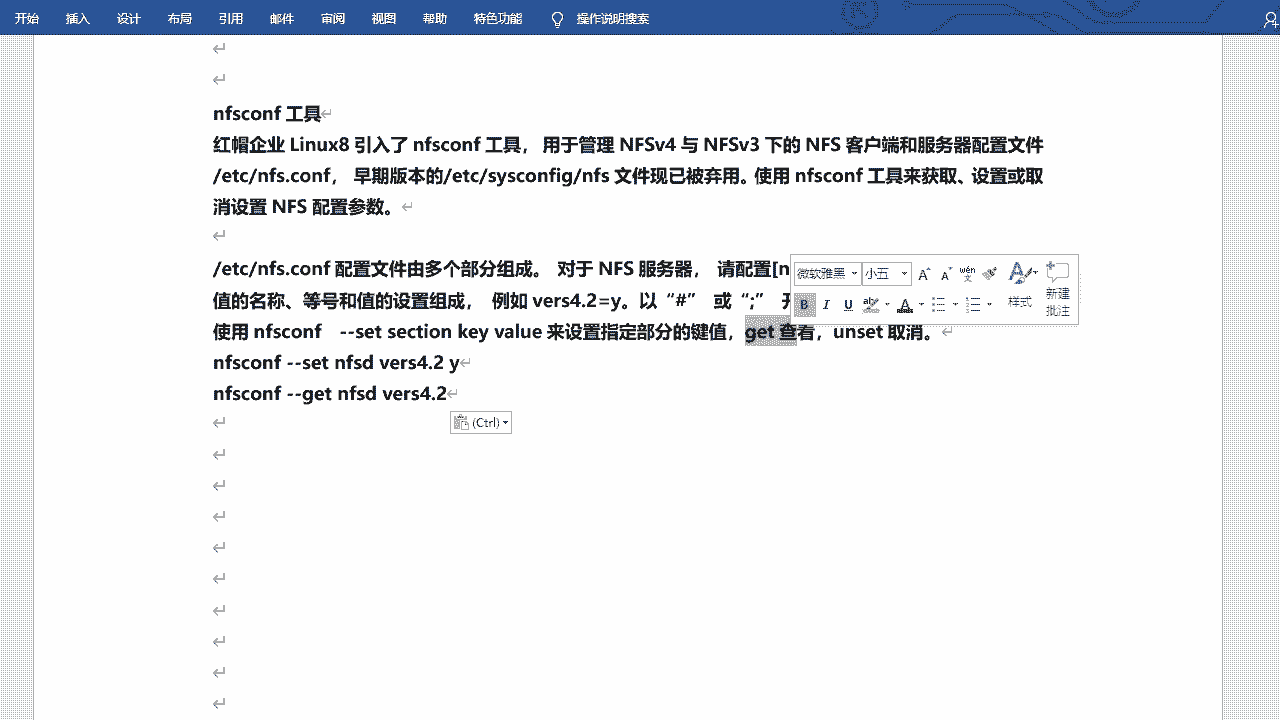 开始 插入 设计 布局 引用 邮件 审阅 视图 帮助 特色功能 操作说明搜索
nfsconf 工具
红帽企业 Linux8 引入了 nfsconf 工具， 用于管理 NFSv4 与 NFSv3 下的 NFS 客户端和服务器配置文件
/etc/nfs.conf， 早期版本的/etc/sysconfig/nfs 文件现已被弃用。使用 nfsconf 工具来获取、设置或取
消设置 NFS 配置参数。
/etc/nfs.conf 配置文件由多个部分组成。 对于 NFS 服务器， 请配置[n
微软雅黑 小五 A A wén 文 A
新建
批注
样式
B I U aby A
值的名称、等号和值的设置组成， 例如 vers4.2=y。以“#” 或“;”
使用 nfsconf --set section key value 来设置指定部分的键值，get 查看，unset 取消。
nfsconf --set nfsd vers4.2 y
nfsconf --get nfsd vers4.2
(Ctrl)